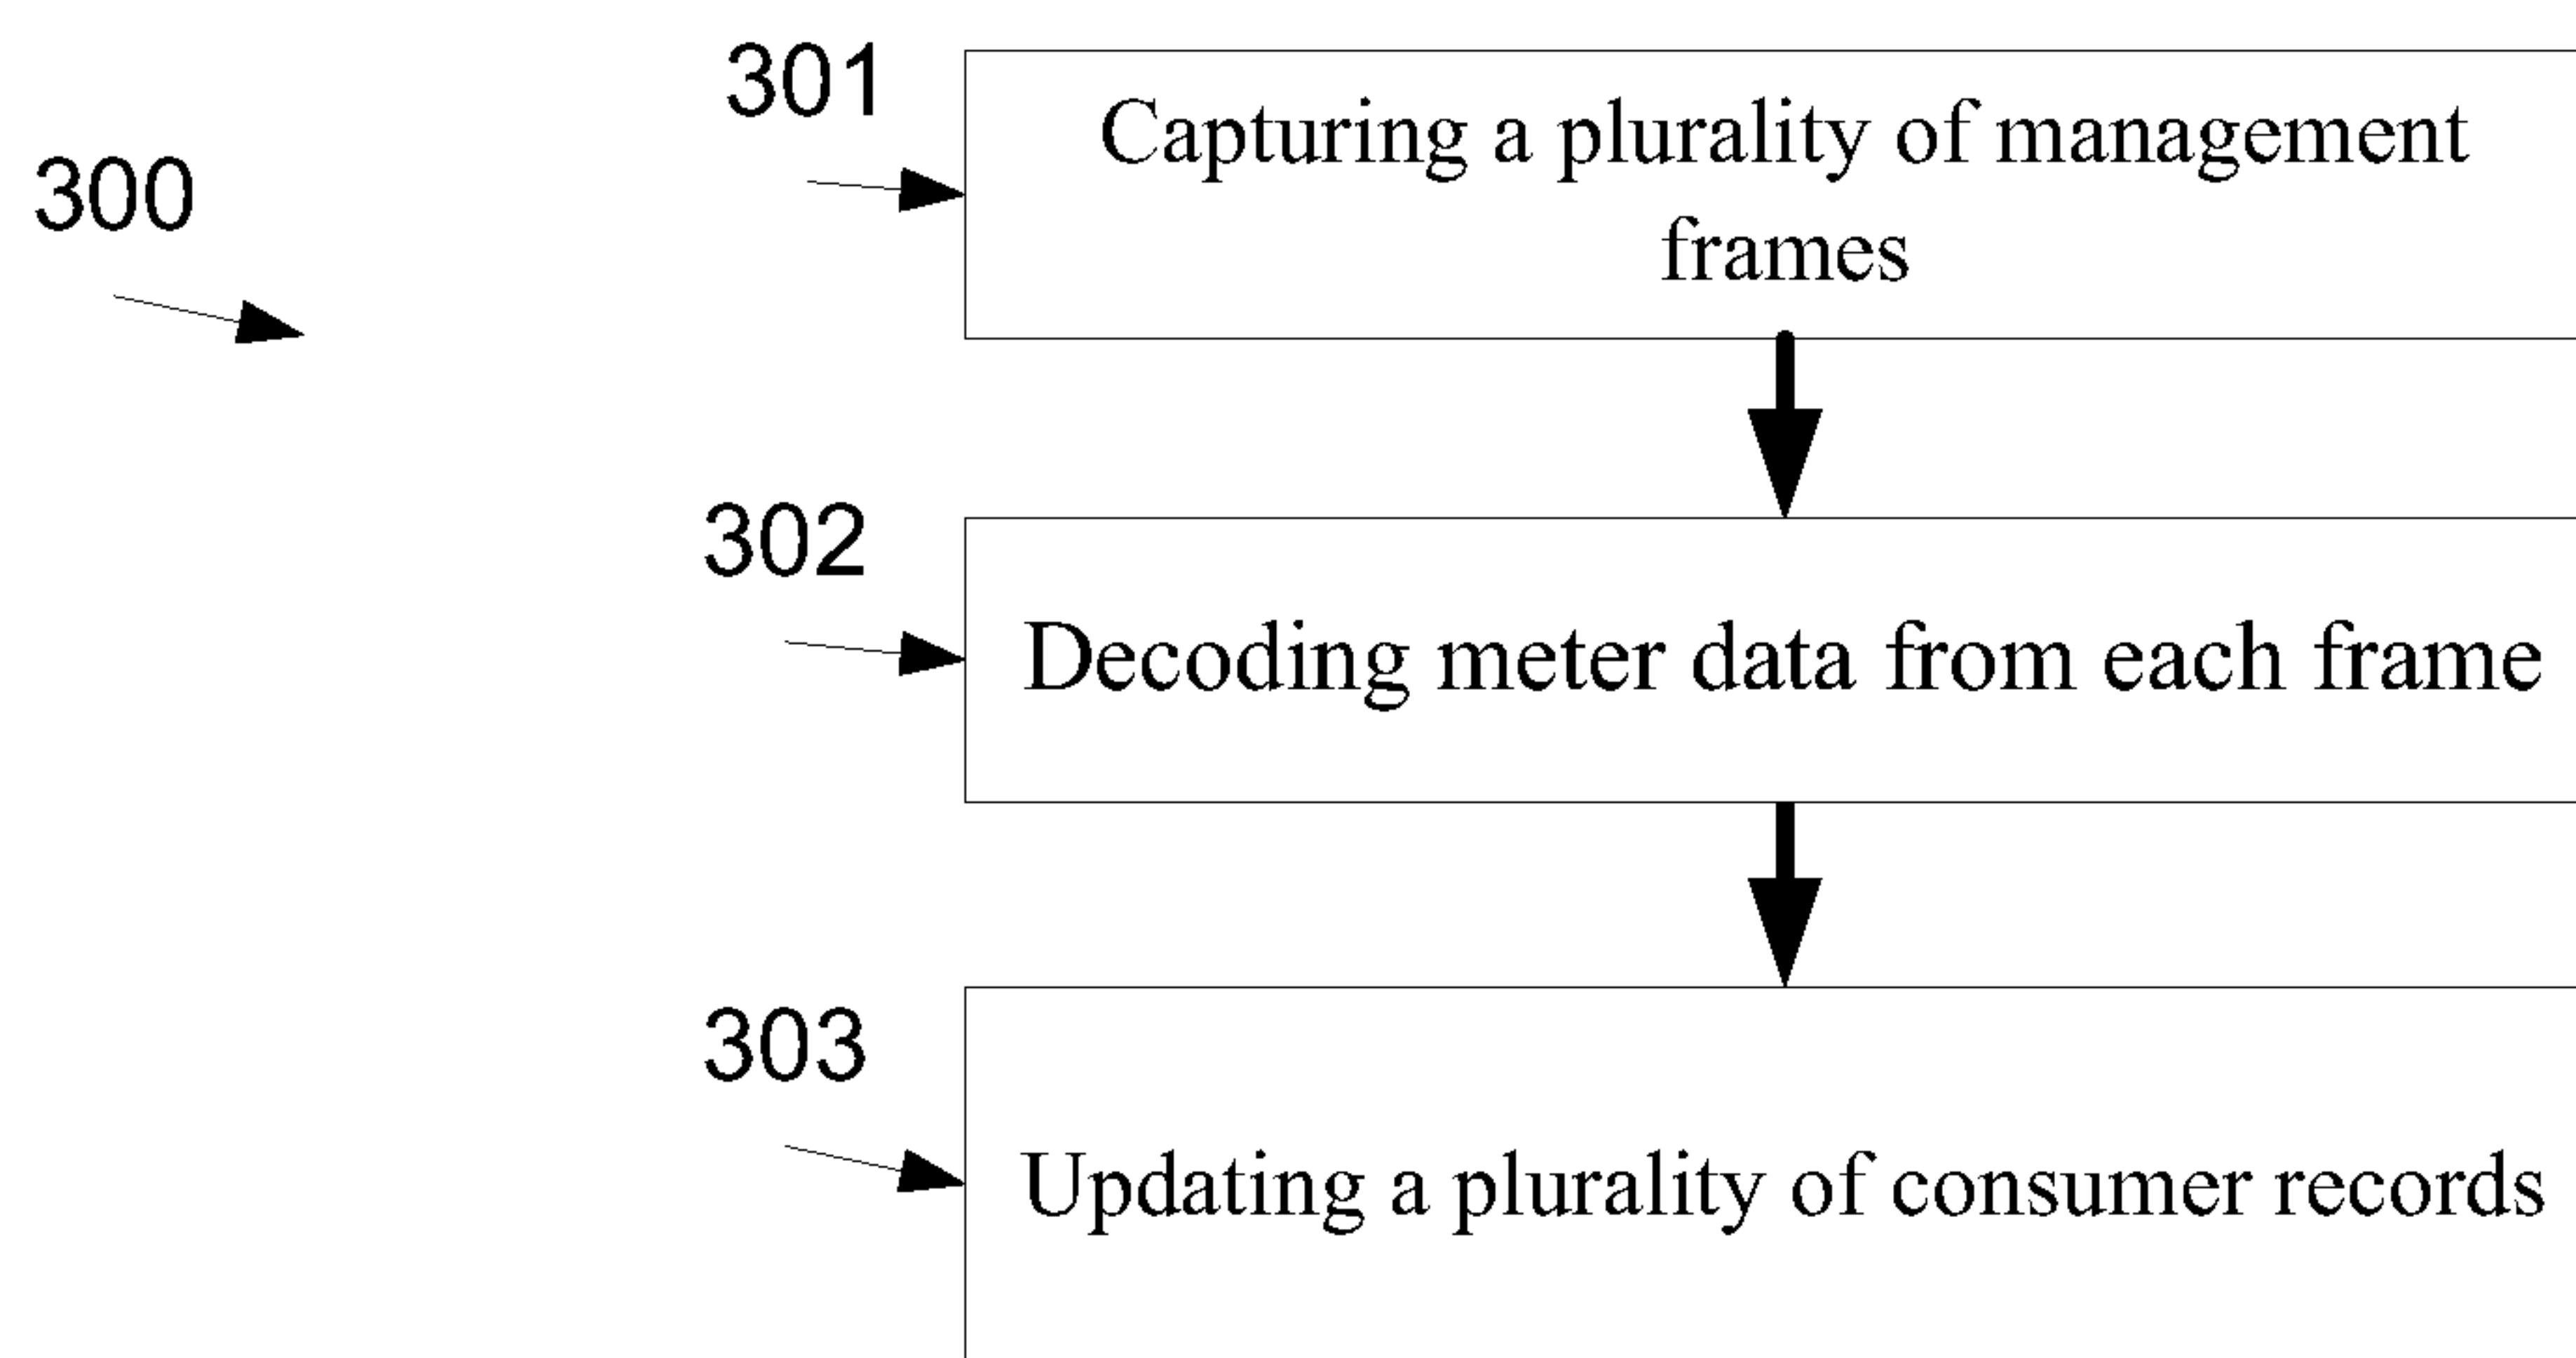 301
Capturing a plurality of management
frames
300
302
Decoding meter data from each frame
303
Updating a plurality of consumer records